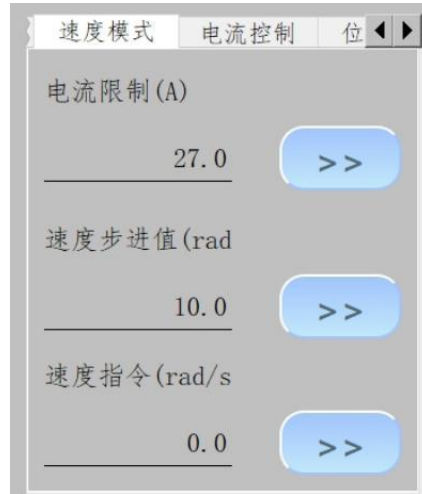 速度模式 电流控制 位
电流限制(A)
27.0 >>
速度步进值(rad
10.0 >>
速度指令(rad/s
0.0 >>